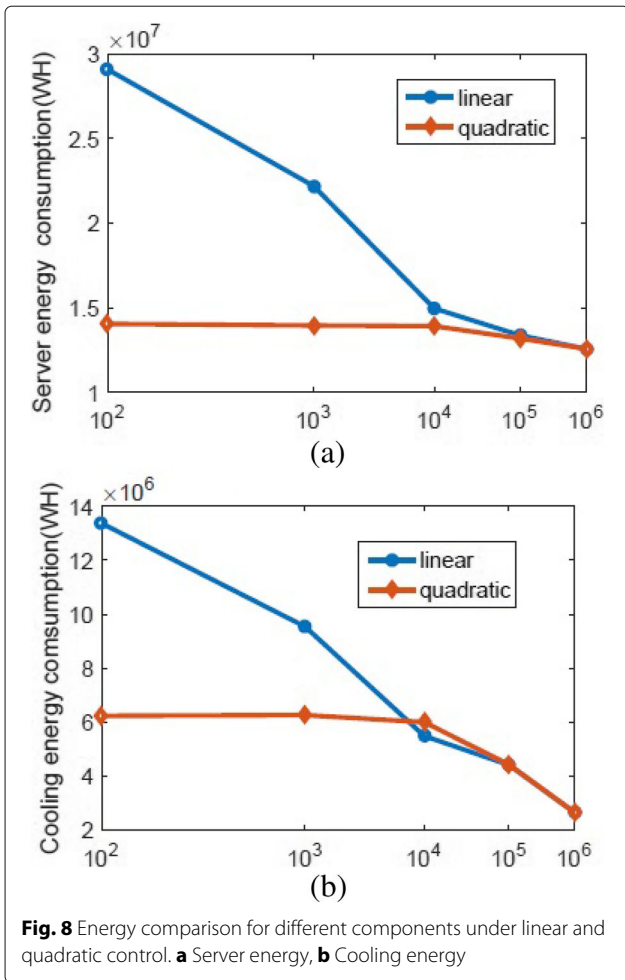 ×10⁷
3
2.5
2
1.5
1
Server energy consumption(WH)
linear
quadratic
10² 10³ 10⁴ 10⁵ 10⁶
(a)
×10⁶
14
12
10
8
6
4
2
Cooling energy comsumption(WH)
linear
quadratic
10² 10³ 10⁴ 10⁵ 10⁶
(b)
Fig. 8 Energy comparison for different components under linear and
quadratic control. a Server energy, b Cooling energy